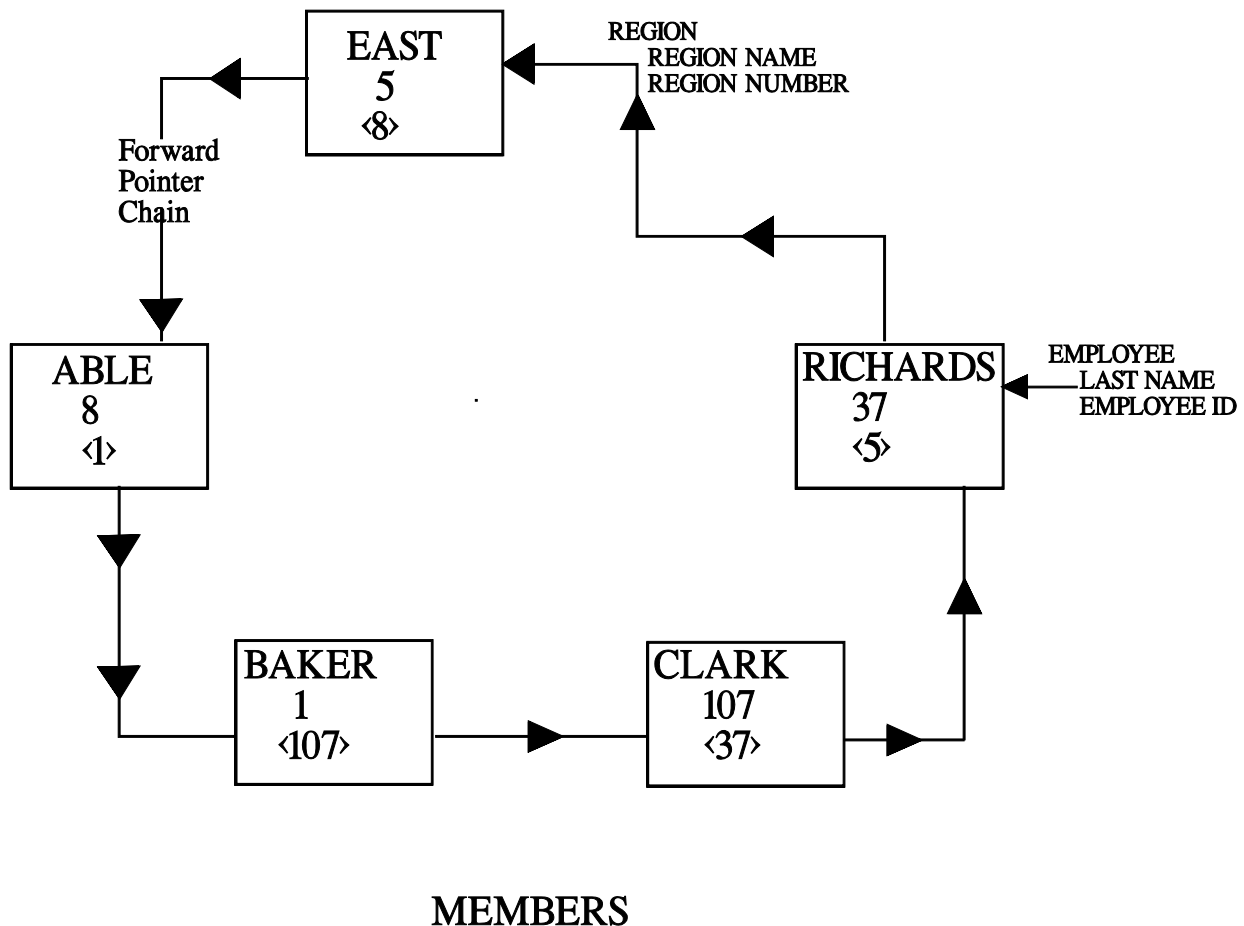 EAST
5
‹8›
REGION
REGION NAME
REGION NUMBER
Forward
Pointer
Chain
ABLE
8
‹1›
RICHARDS
37
‹5›
EMPLOYEE
LAST NAME
EMPLOYEE ID
BAKER
1
‹107›
CLARK
107
‹37›
MEMBERS